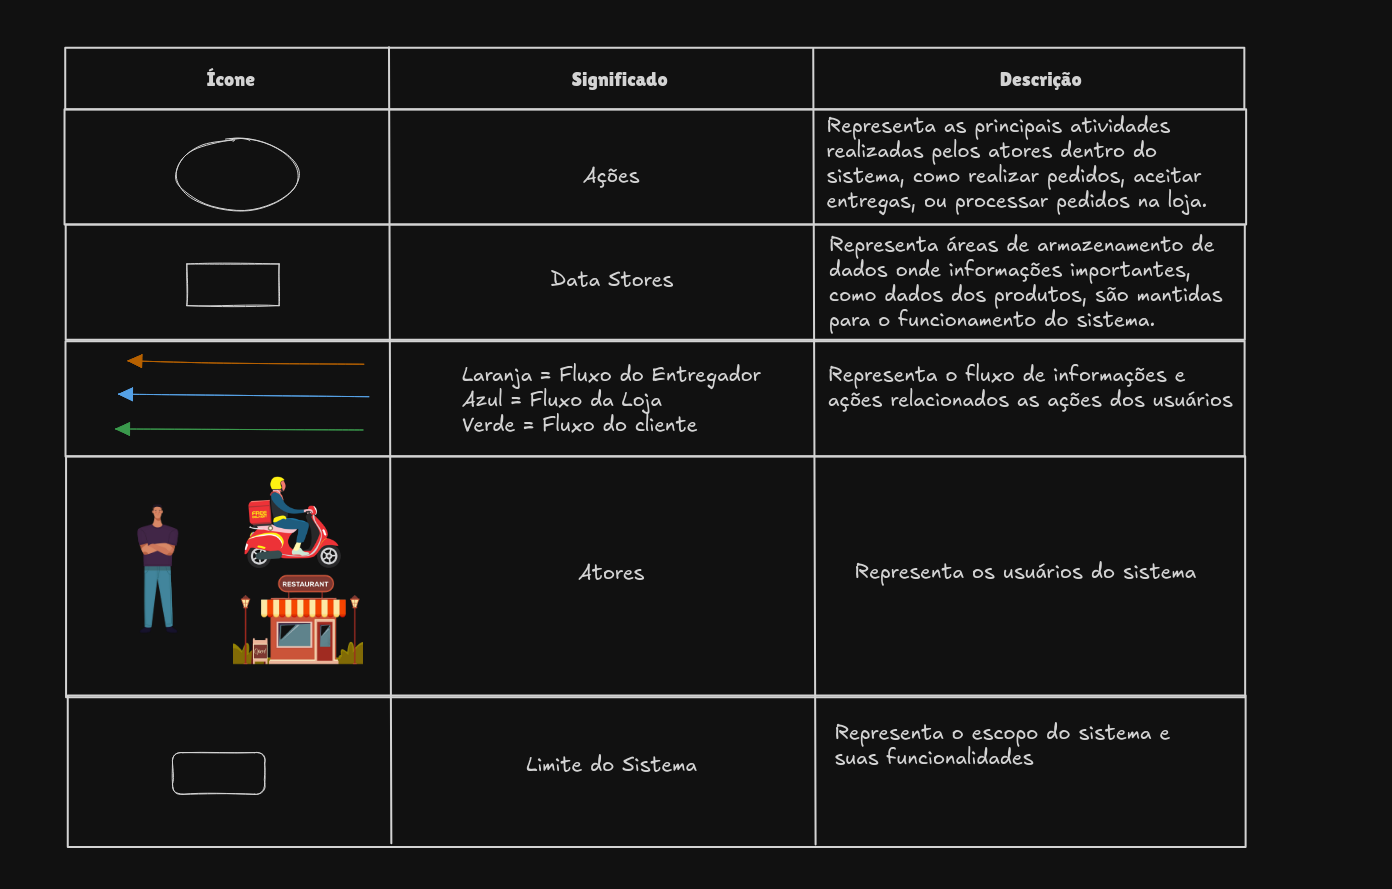 Ícone
Significado
Descrição
Ações
Representa as principais atividades
realizadas pelos atores dentro do
sistema, como realizar pedidos, aceitar
entregas, ou processar pedidos na loja.
Data Stores
Representa áreas de armazenamento de
dados onde informações importantes,
como dados dos produtos, são mantidas
para o funcionamento do sistema.
Laranja = Fluxo do Entregador
Azul = Fluxo da Loja
Verde = Fluxo do cliente
Representa o fluxo de informações e
ações relacionados as ações dos usuários
FREE
RESTAURANT
Open
Atores
Representa os usuários do sistema
Limite do Sistema
Representa o escopo do sistema e
suas funcionalidades